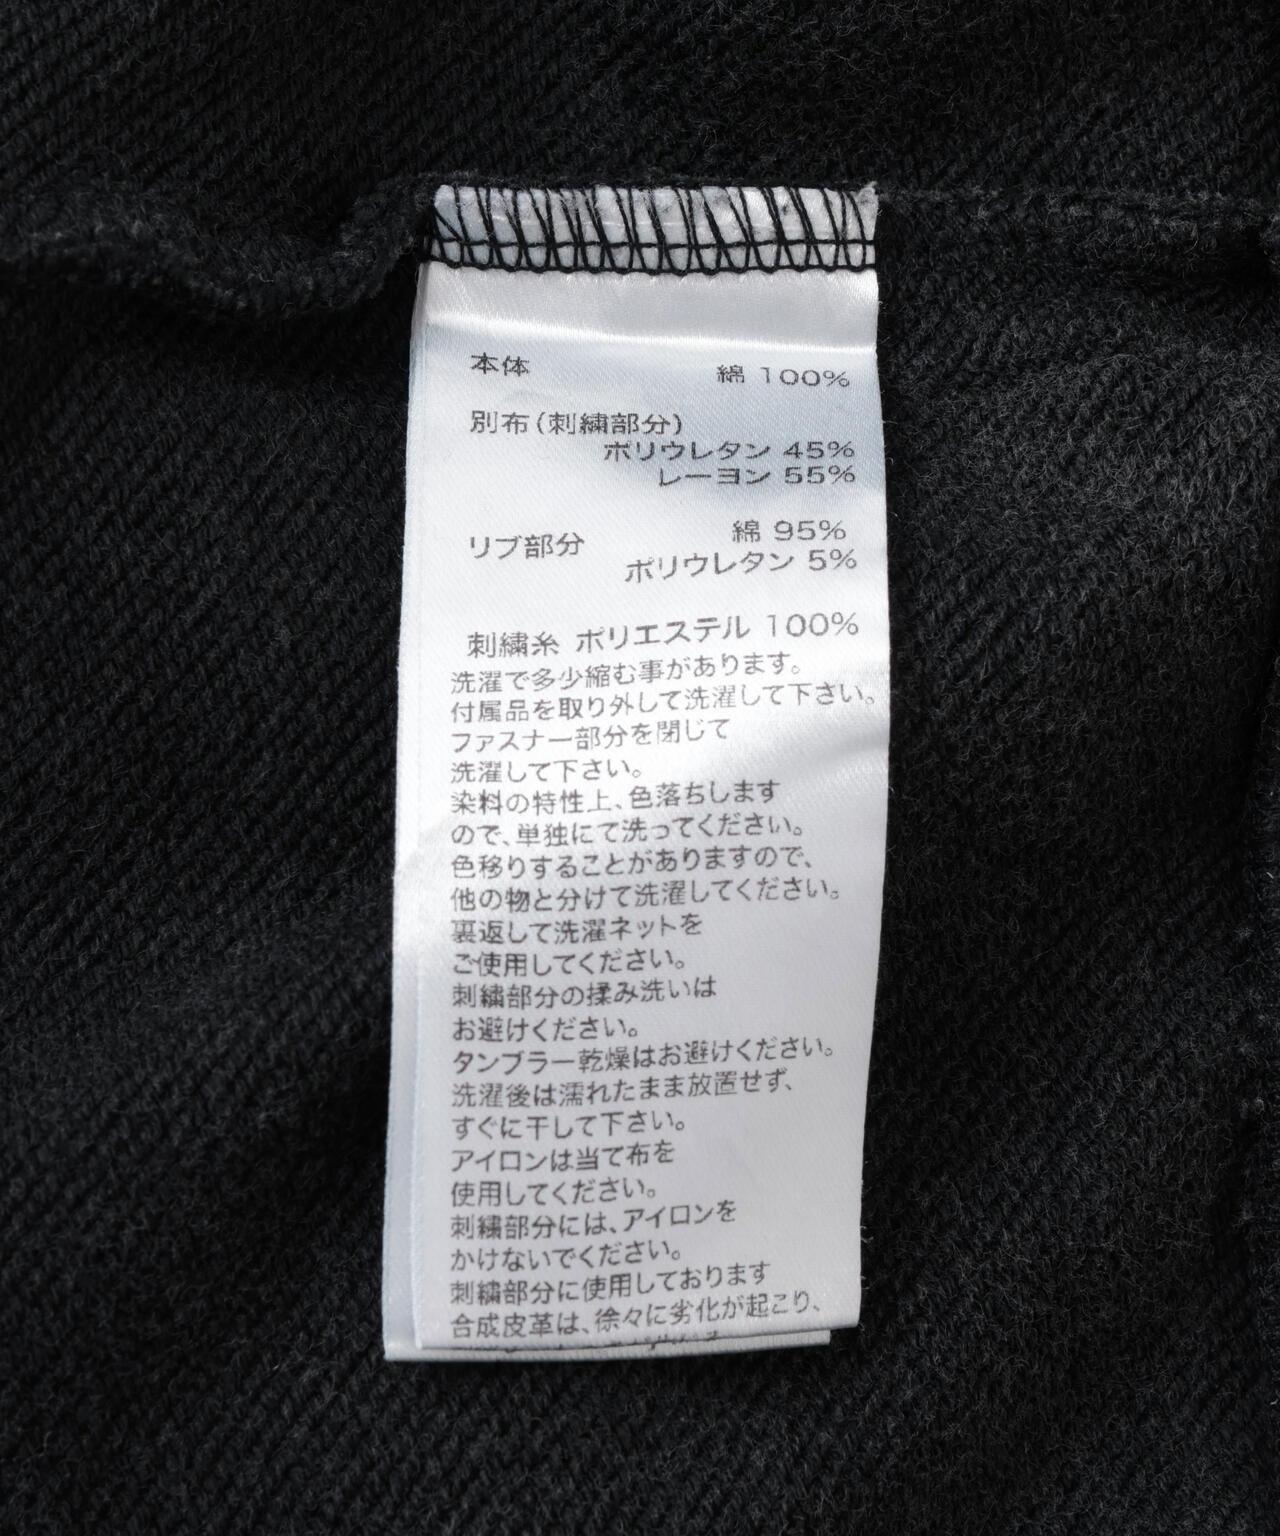 本体 綿 100%
別布(刺繍部分)
ポリウレタン 45%
レーヨン 55%
リブ部分 綿 95%
ポリウレタン 5%
刺繍糸 ポリエステル 100%
洗濯で多少縮む事があります。
付属品を取り外して洗濯して下さい。
ファスナー部分を閉じて
洗濯して下さい。
染料の特性上、色落ちします
ので、単独にて洗ってください。
色移りすることがありますので、
他の物と分けて洗濯してください。
裏返して洗濯ネットを
ご使用してください。
刺繍部分の揉み洗いは
お避けください。
タンブラー乾燥はお避けください。
洗濯後は濡れたまま放置せず、
すぐに干して下さい。
アイロンは当て布を
使用してください。
刺繍部分には、アイロンを
かけないでください。
刺繍部分に使用しております
合成皮革は、徐々に劣化が起こり、